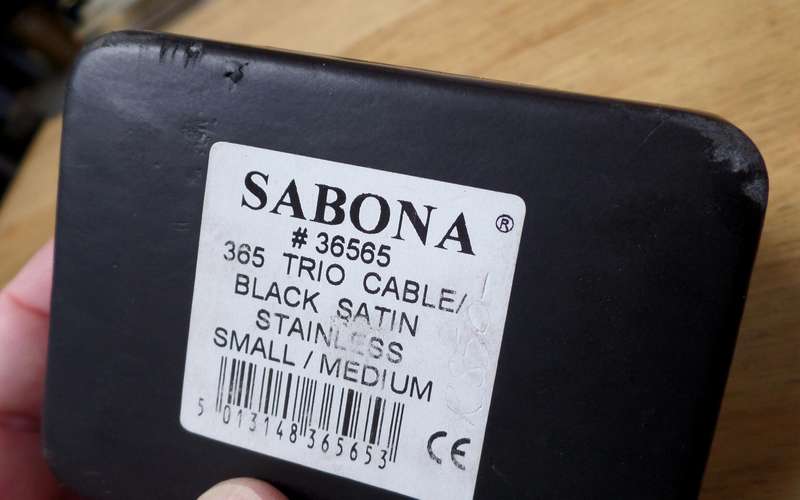 SABONA®
# 36565
365 TRIO CABLE/
BLACK SATIN
STAINLESS
SMALL / MEDIUM
5 013148 365653
CE